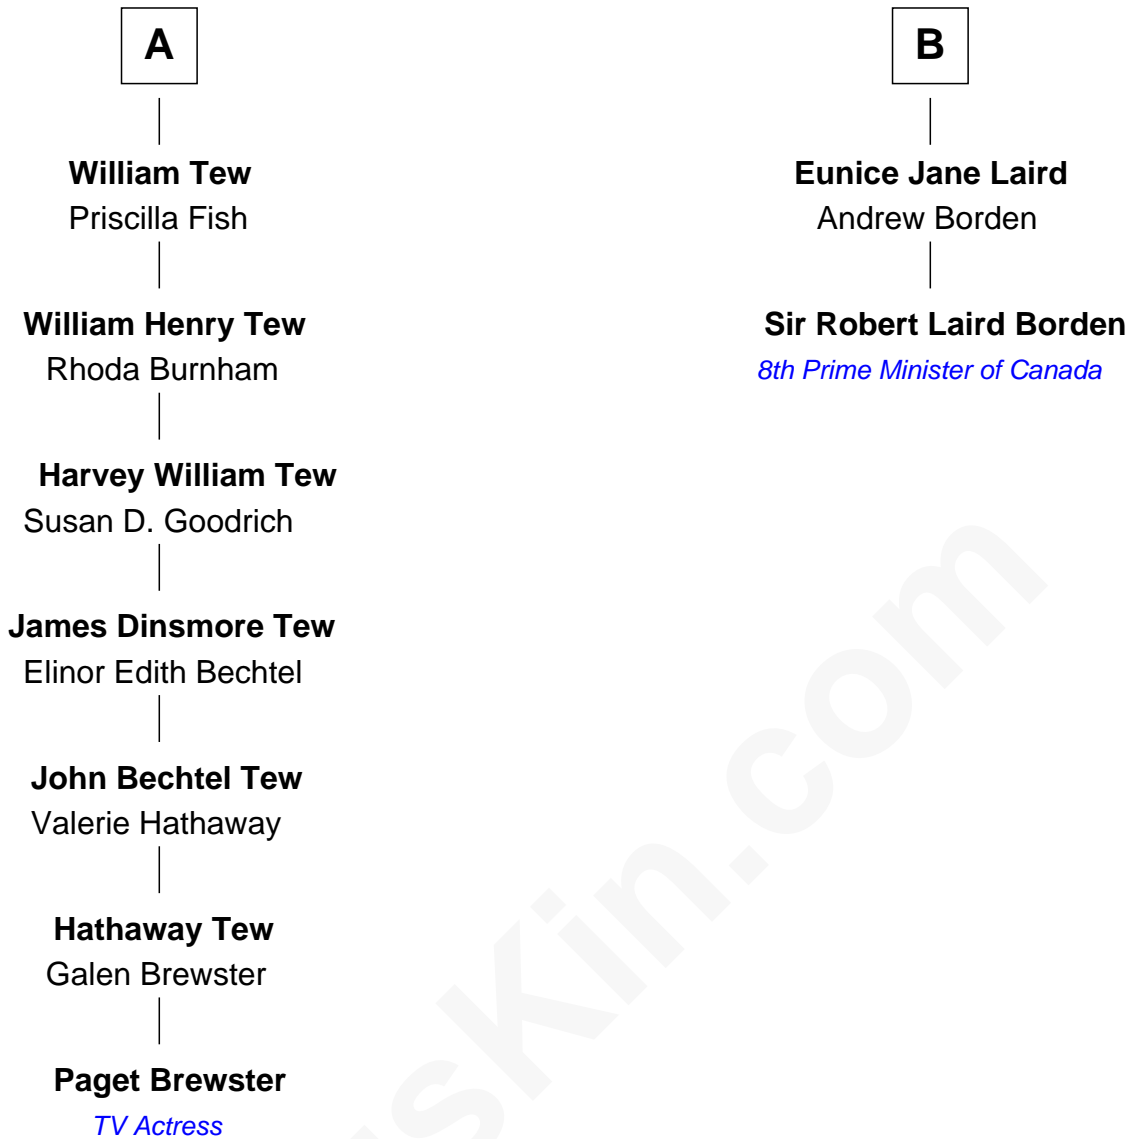 A
William Tew
Priscilla Fish
William Henry Tew
Rhoda Burnham
Harvey William Tew
Susan D. Goodrich
James Dinsmore Tew
Elinor Edith Bechtel
John Bechtel Tew
Valerie Hathaway
Hathaway Tew
Galen Brewster
Paget Brewster
TV Actress
B
Eunice Jane Laird
Andrew Borden
Sir Robert Laird Borden
8th Prime Minister of Canada
sKin.com